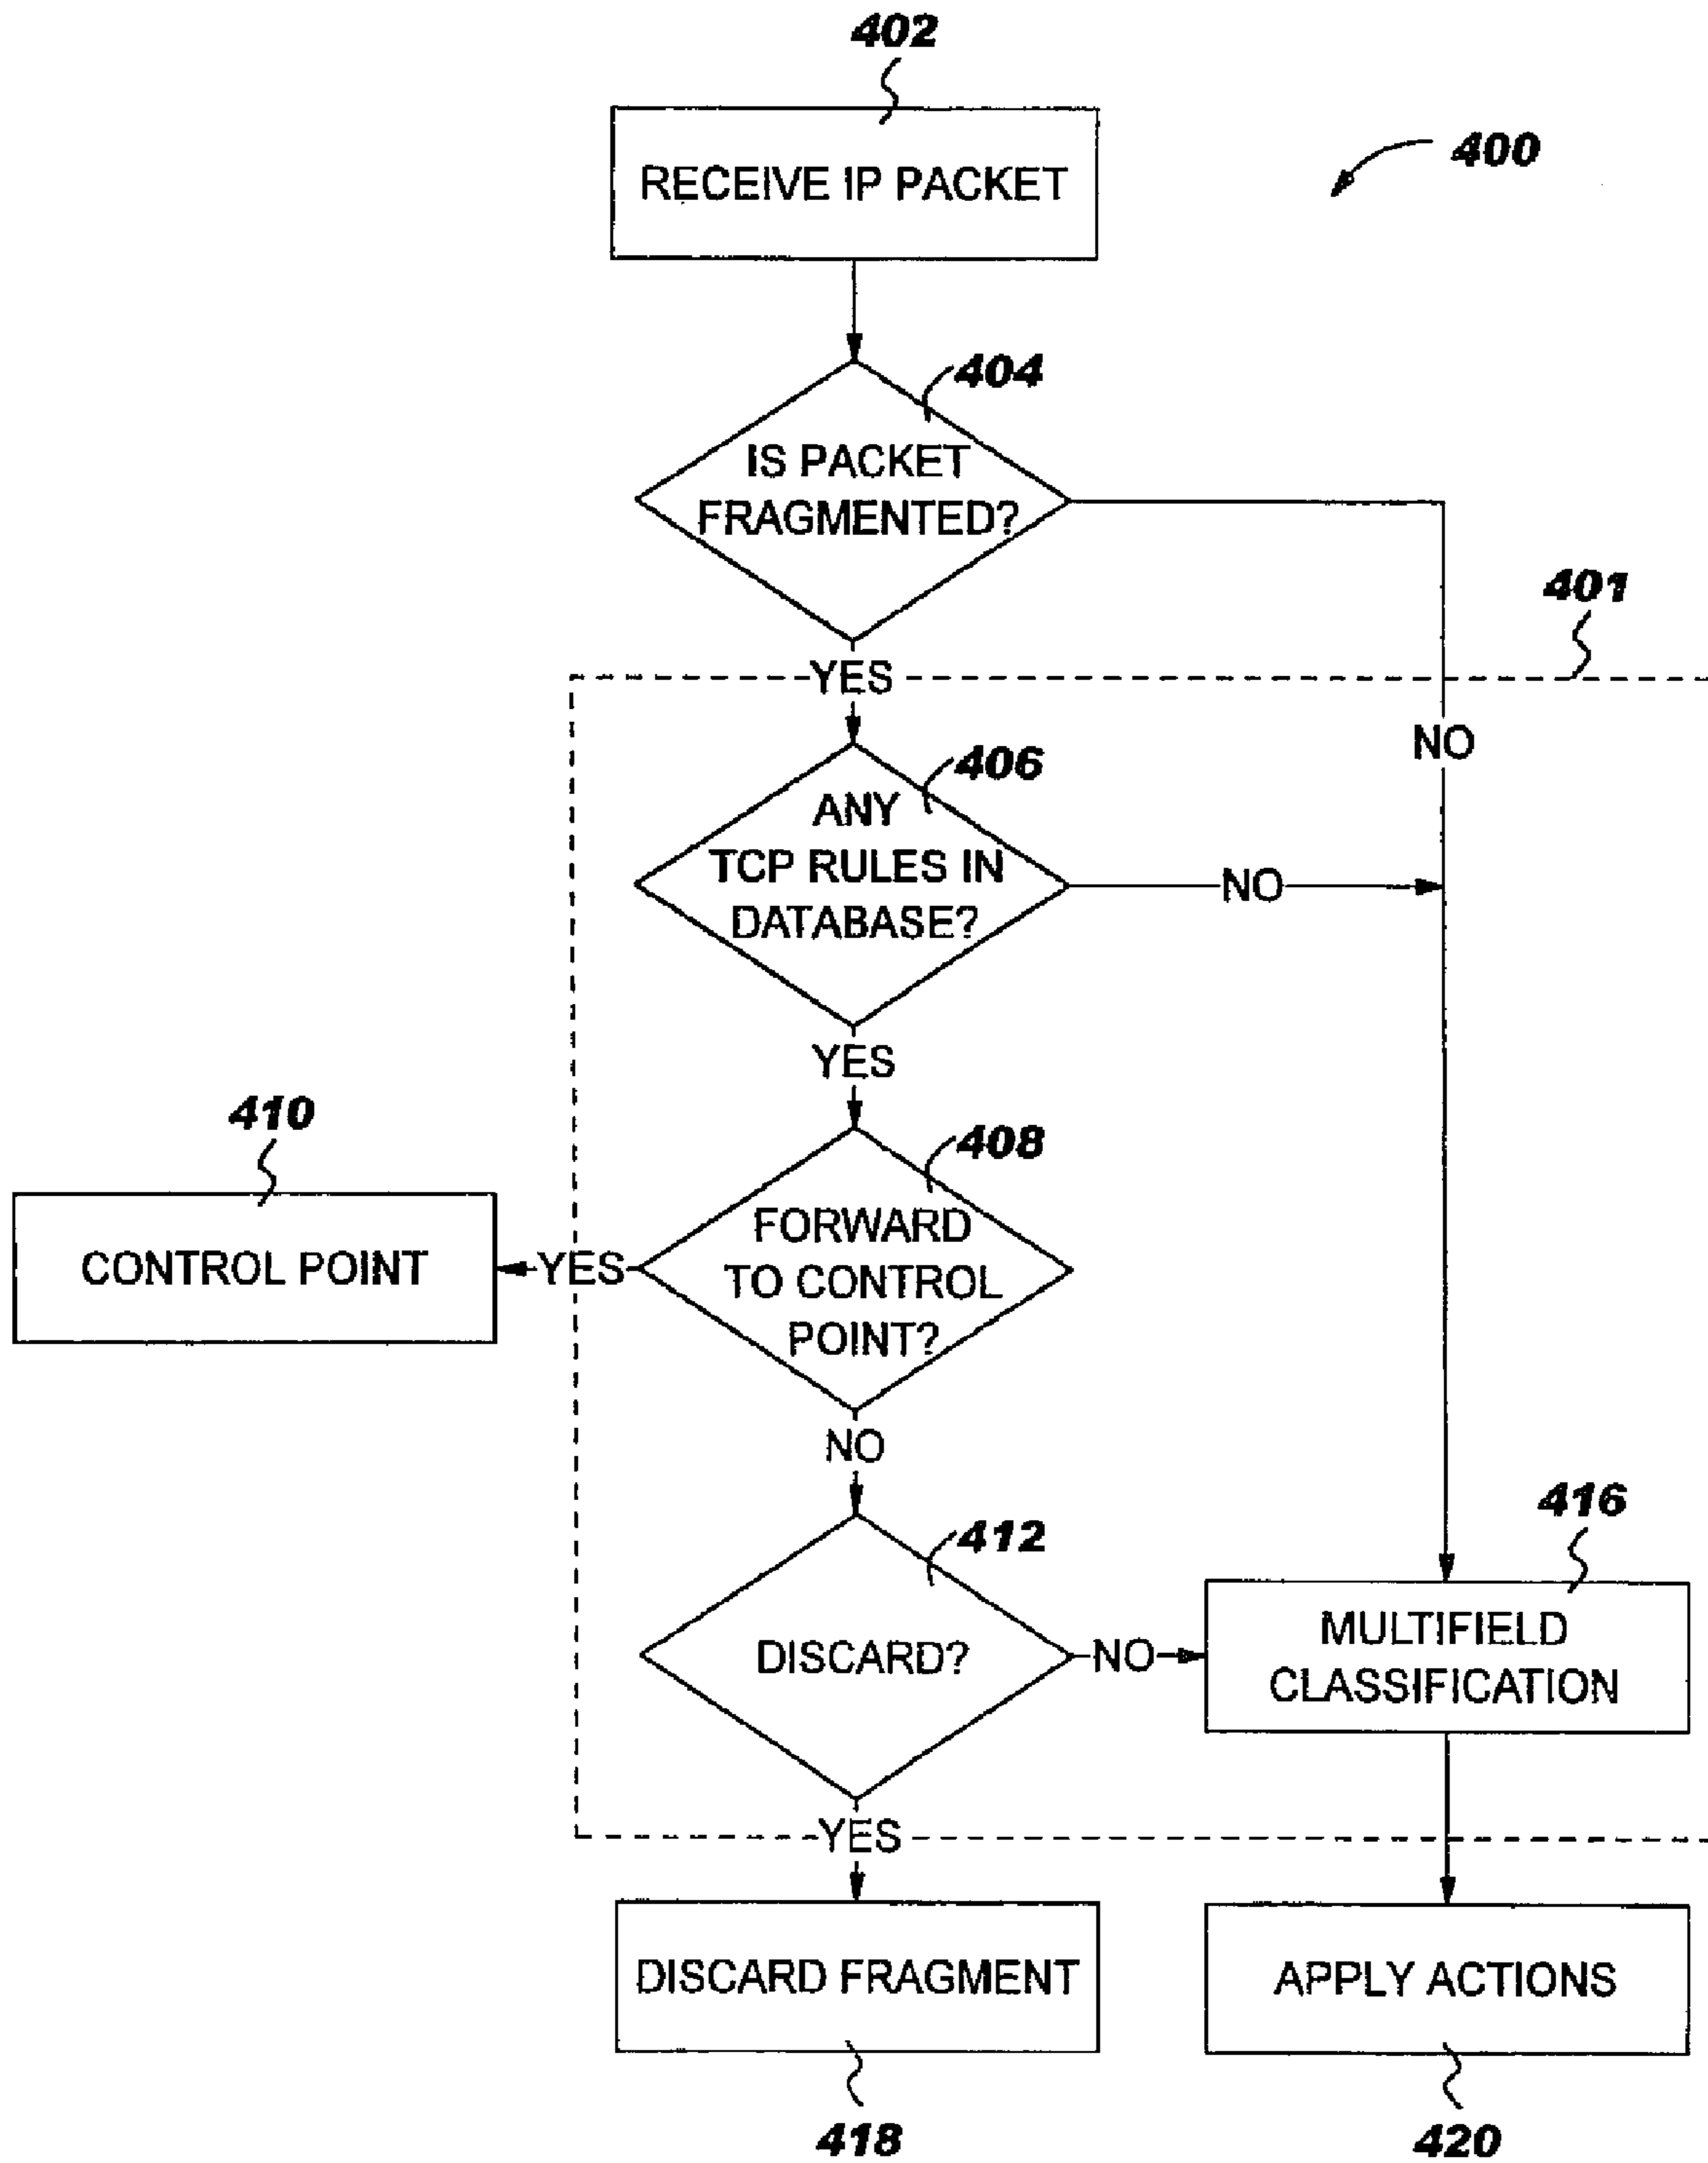 402
RECEIVE IP PACKET
400
404
IS PACKET
FRAGMENTED?
401
YES
NO
406
ANY
TCP RULES IN
DATABASE?
NO
YES
410
408
CONTROL POINT
YES
FORWARD
TO CONTROL
POINT?
NO
416
412
DISCARD?
NO
MULTIFIELD
CLASSIFICATION
YES
DISCARD FRAGMENT
APPLY ACTIONS
418
420